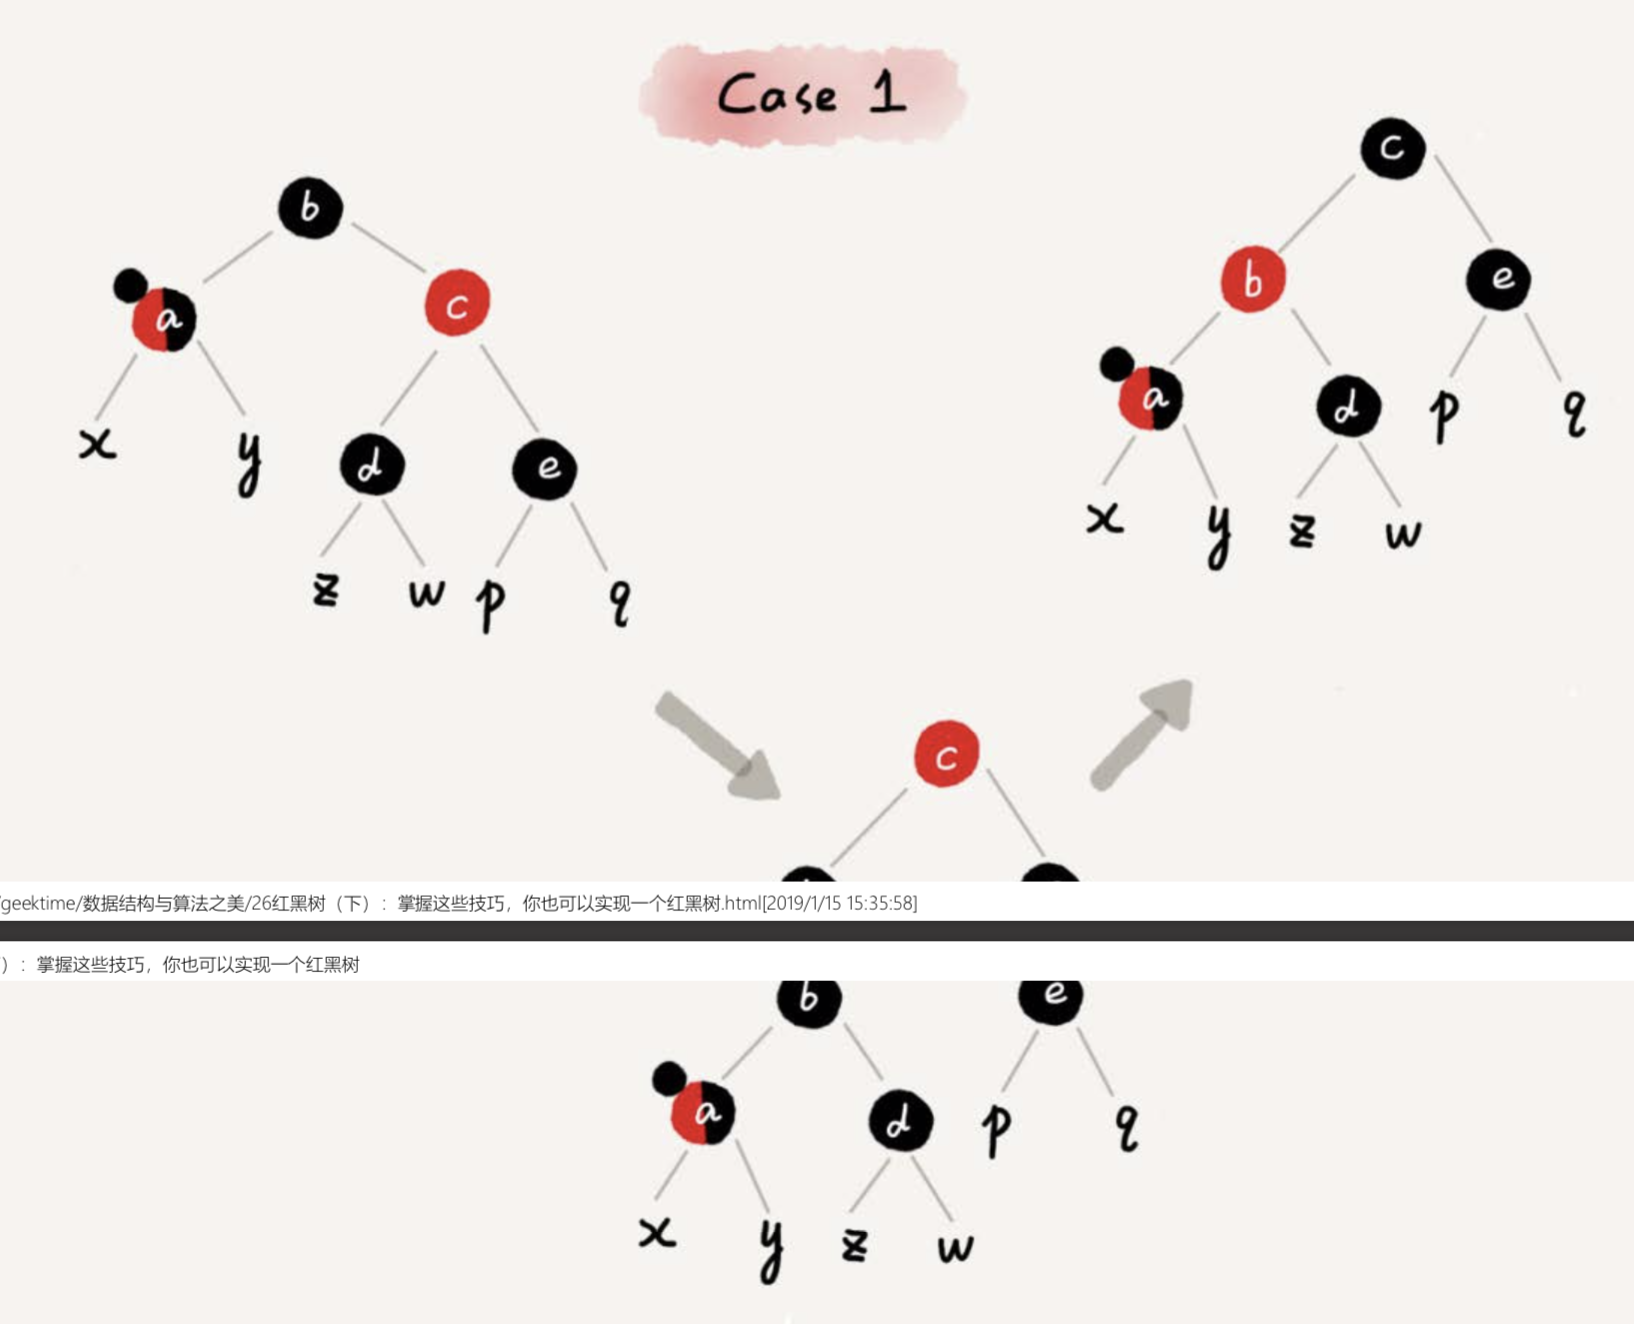 Case 1
b
a
c
x
y
d
e
z
w
p
q
c
b
e
a
d
p
q
x
y
z
w
c
/geektime/数据结构与算法之美/26红黑树（下）：掌握这些技巧，你也可以实现一个红黑树.html[2019/1/15 15:35:58]
）：掌握这些技巧，你也可以实现一个红黑树
b
e
a
d
p
q
x
y
z
w